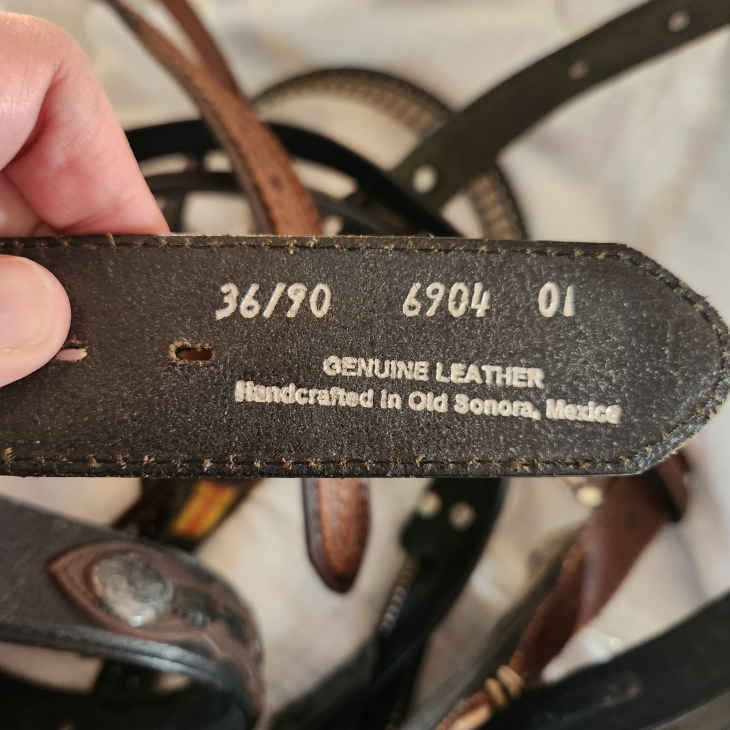 36/90 6904 01
GENUINE LEATHER
Handcrafted in Old Sonora, Mexico